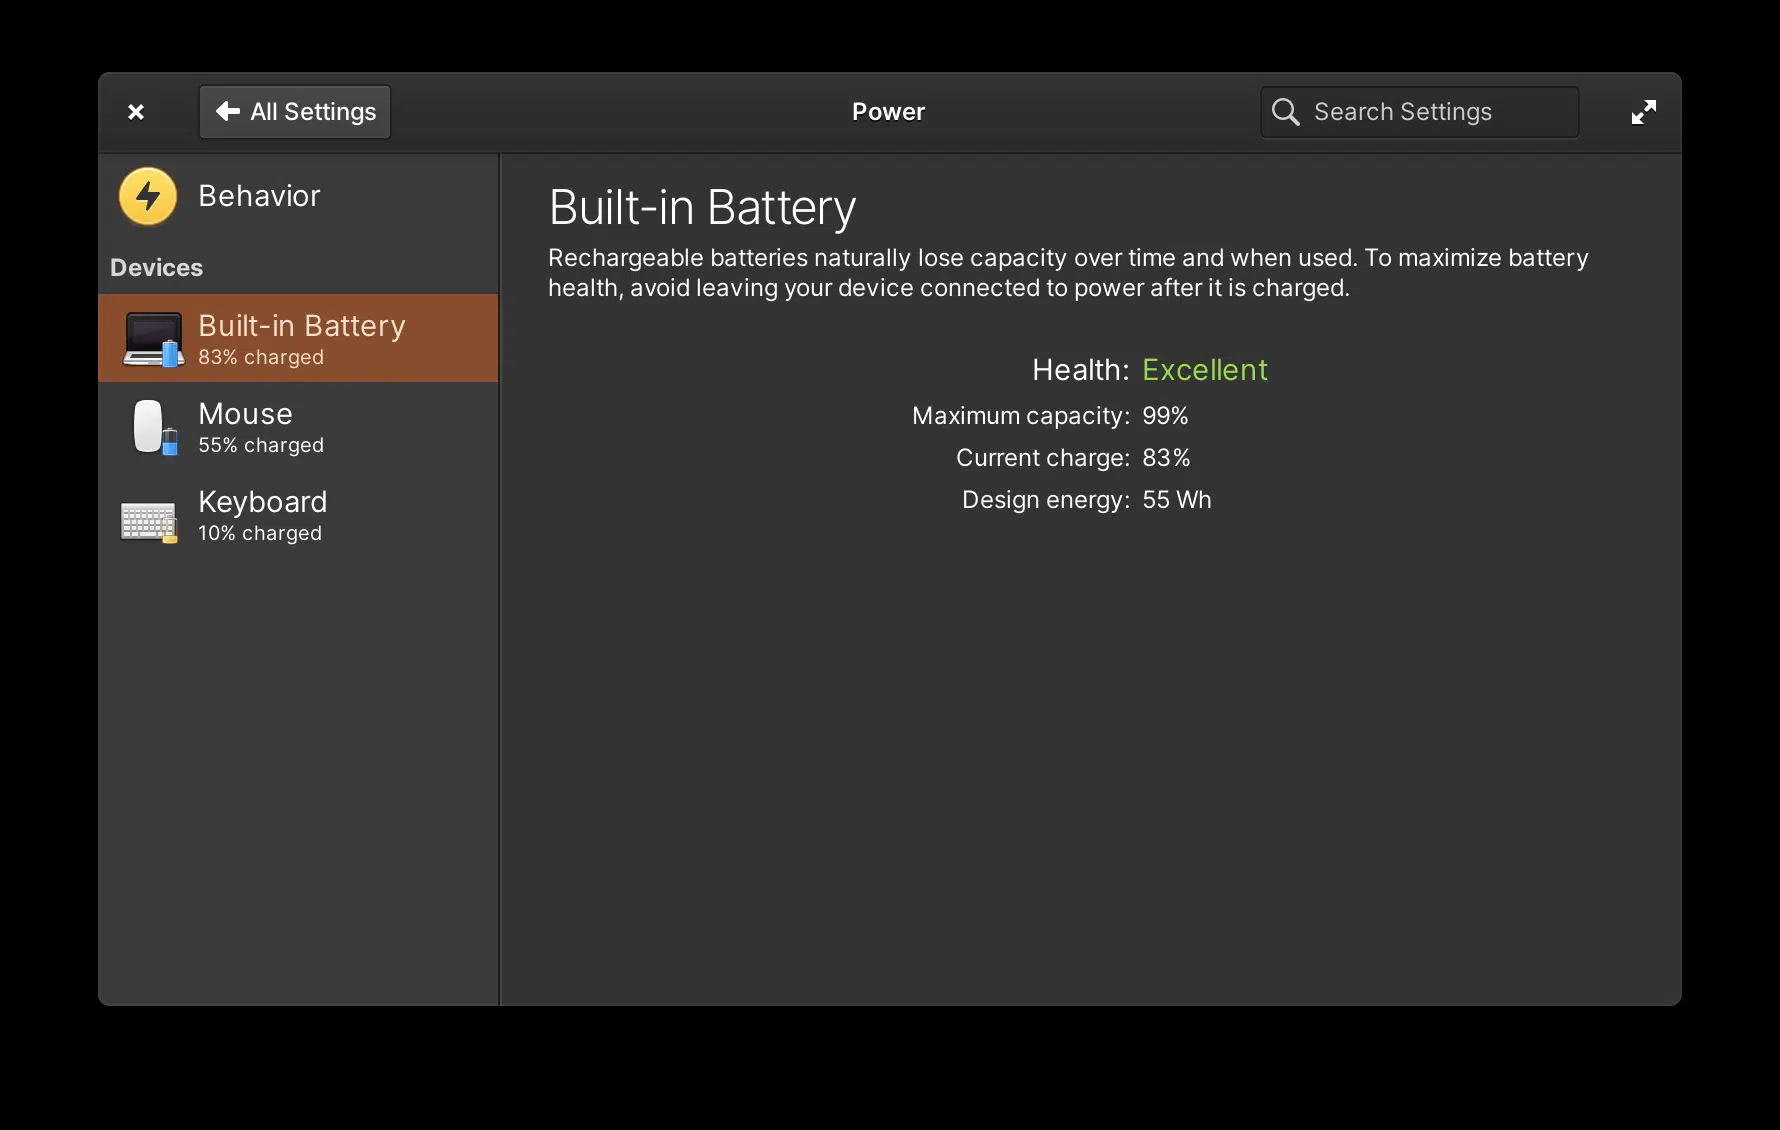 All Settings
Power
Search Settings
Behavior
Devices
Built-in Battery
83% charged
Mouse
55% charged
Keyboard
10% charged
Built-in Battery
Rechargeable batteries naturally lose capacity over time and when used. To maximize battery
health, avoid leaving your device connected to power after it is charged.
Health: Excellent
Maximum capacity: 99%
Current charge: 83%
Design energy: 55 Wh